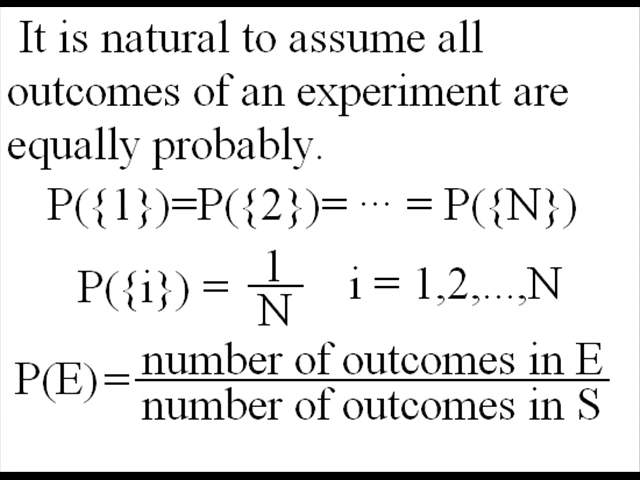 It is natural to assume all
outcomes of an experiment are
equally probably.
P({1})=P({2})= ··· = P({N})
P({i}) = 1/N   i = 1,2,...,N
P(E)= number of outcomes in E / number of outcomes in S